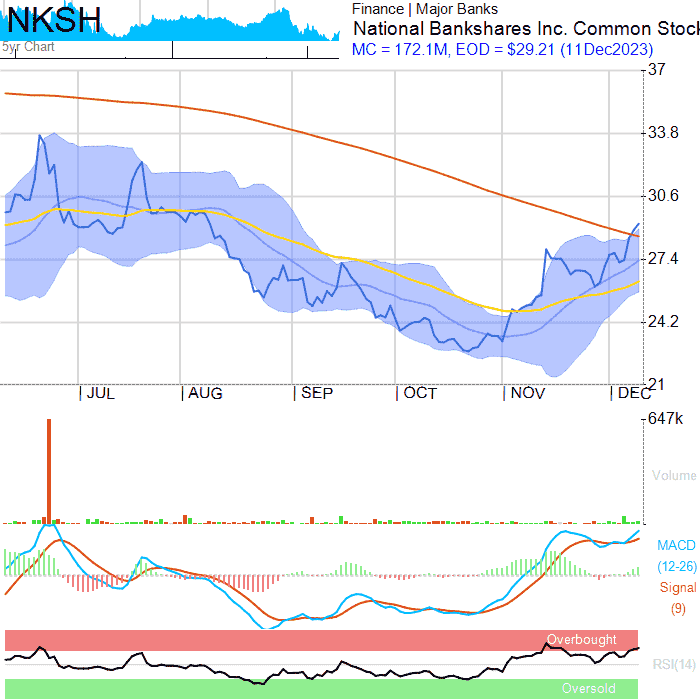 NKSH
5yr Chart
Finance | Major Banks
National Bankshares Inc. Common Stoc
MC = 172.1M, EOD = $29.21 (11Dec2023)
37
33.8
30.6
27.4
24.2
21
JUL AUG SEP OCT NOV DEC
647k
Volume
MACD
(12-26)
Signal
(9)
Overbought
RSI(14)
Oversold